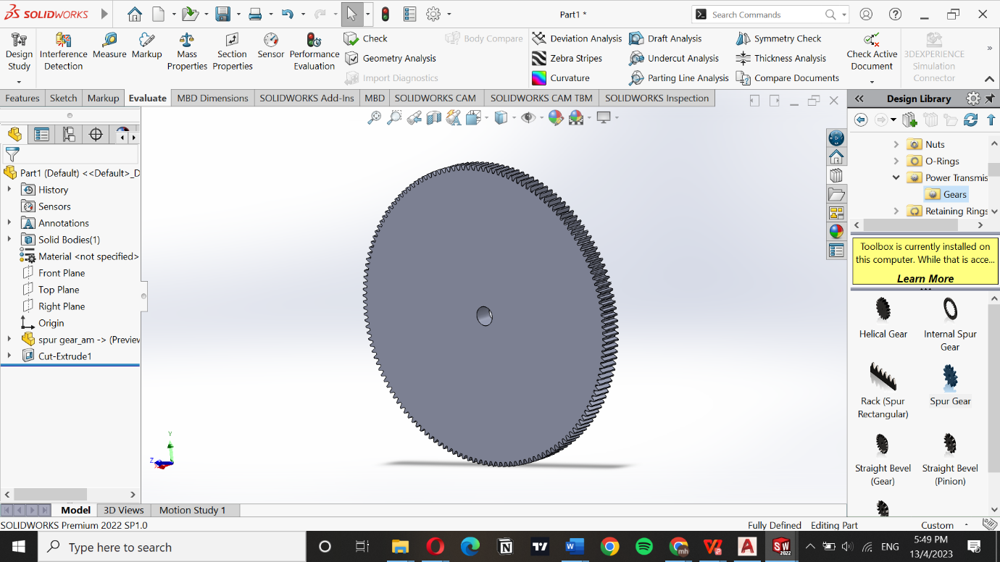 SOLIDWORKS
Part1 *
Search Commands
Design Study
Interference Detection
Measure
Markup
Mass Properties
Section Properties
Sensor
Performance Evaluation
Check
Geometry Analysis
Import Diagnostics
Body Compare
Deviation Analysis
Zebra Stripes
Curvature
Draft Analysis
Undercut Analysis
Parting Line Analysis
Symmetry Check
Thickness Analysis
Compare Documents
Check Active Document
3DEXPERIENCE Simulation Connector
Features
Sketch
Markup
Evaluate
MBD Dimensions
SOLIDWORKS Add-Ins
MBD
SOLIDWORKS CAM
SOLIDWORKS CAM TBM
SOLIDWORKS Inspection
Part1 (Default) <<Default>_D
History
Sensors
Annotations
Solid Bodies(1)
Material <not specified>
Front Plane
Top Plane
Right Plane
Origin
spur gear_am -> (Previev
Cut-Extrude1
Y
Z
Design Library
Nuts
O-Rings
Power Transmis
Gears
Retaining Rings
Toolbox is currently installed on
this computer. While that is acce...
Learn More
Helical Gear
Internal Spur Gear
Rack (Spur Rectangular)
Spur Gear
Straight Bevel (Gear)
Straight Bevel (Pinion)
Model
3D Views
Motion Study 1
SOLIDWORKS Premium 2022 SP1.0
Fully Defined
Editing Part
Custom
Type here to search
mh
W
A
SW
2022
ENG
5:49 PM
13/4/2023